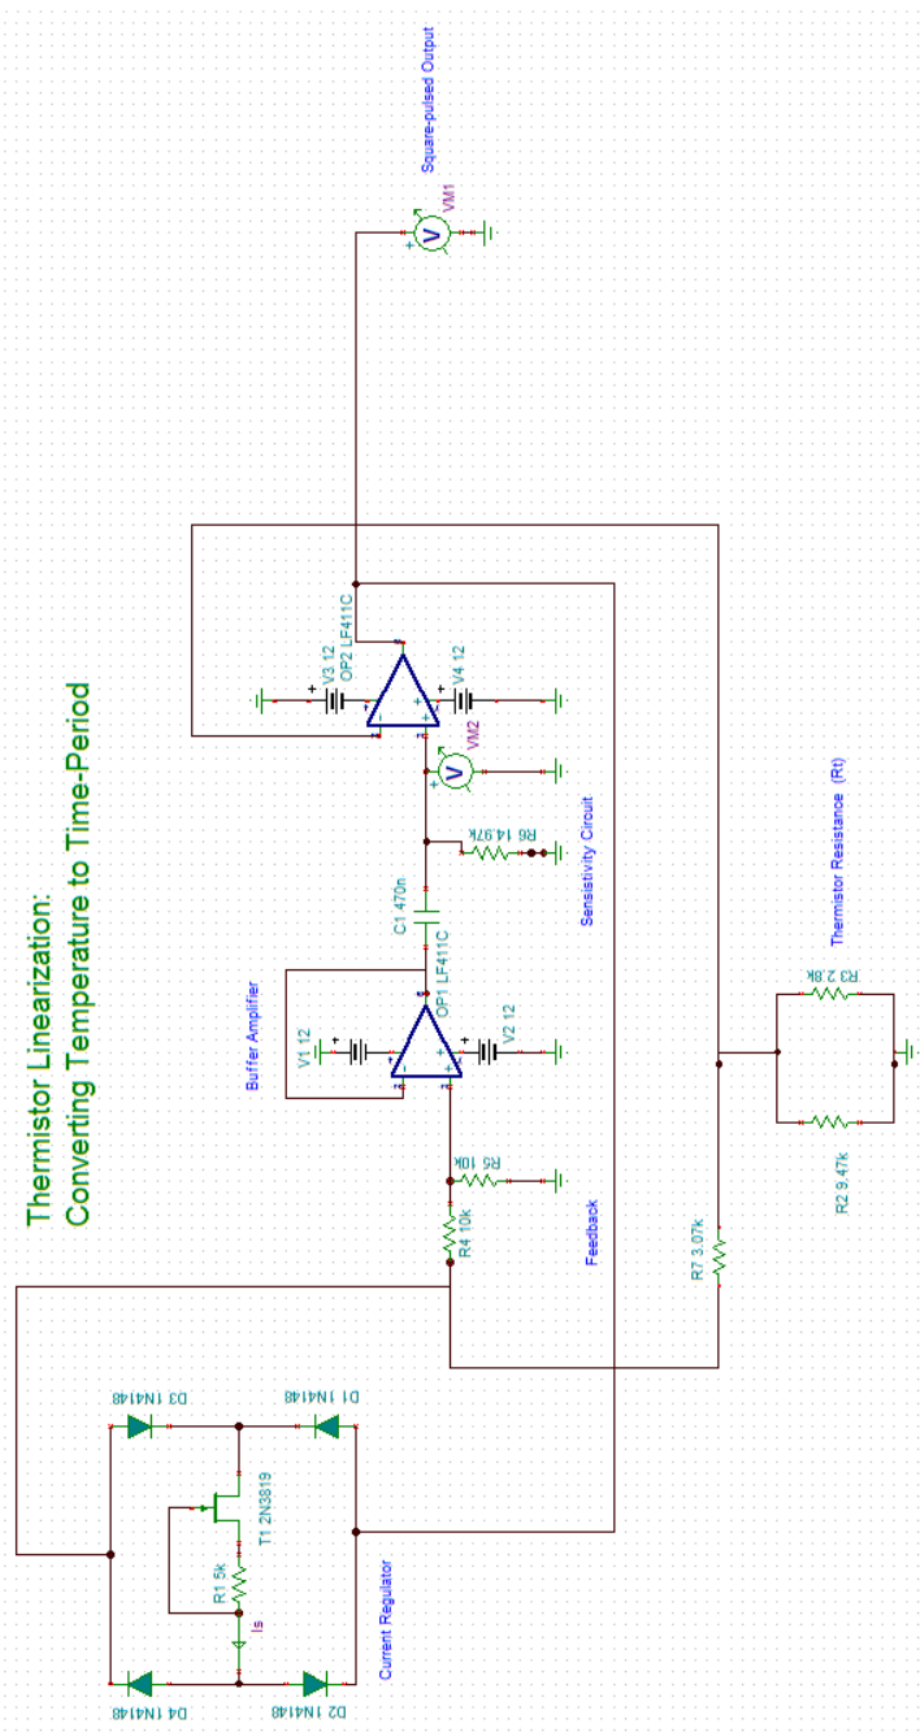 Thermistor Linearization:
Converting Temperature to Time-Period
Square-pulsed Output
VM1
V
+
V3 12
OP2 LF411C
V4 12
VM2
V
+
R6 14.97k
C1 470n
Sensistivity Circuit
Buffer Amplifier
V1 12
OP1 LF411C
V2 12
R5 10k
R4 10k
Feedback
R7 3.07k
Thermistor Resistance (Rt)
R3 2.8k
R2 9.47k
D3 1N4148
D1 1N4148
T1 2N3819
R1 5k
Is
D4 1N4148
D2 1N4148
Current Regulator